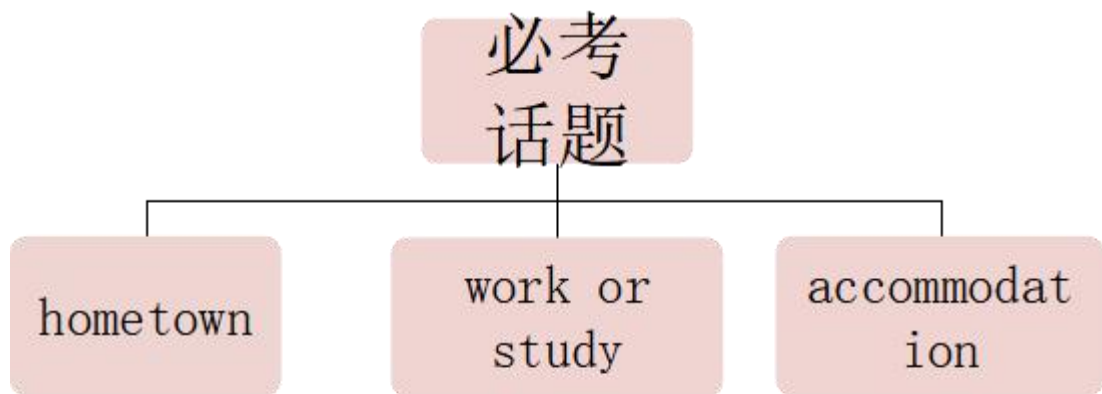 必考
话题
hometown
work or
study
accommodat
ion